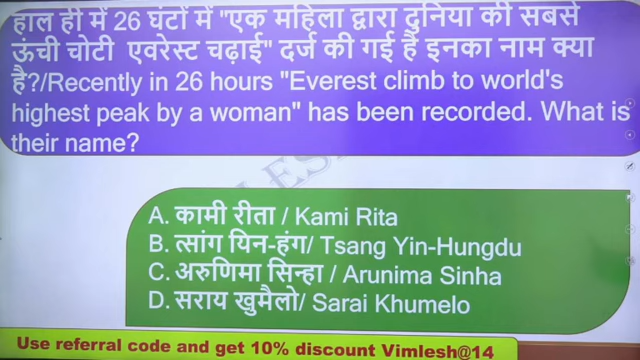 हाल ही में 26 घंटों में "एक महिला द्वारा दुनिया की सबसे
ऊंची चोटी एवरेस्ट चढ़ाई" दर्ज की गई है इनका नाम क्या
है?/Recently in 26 hours "Everest climb to world's
highest peak by a woman" has been recorded. What is
their name?
A. कामी रीता / Kami Rita
B. त्सांग यिन-हंग/ Tsang Yin-Hungdu
C. अरुणिमा सिन्हा / Arunima Sinha
D. सराय खुमैलो/ Sarai Khumelo
Use referral code and get 10% discount Vimlesh@14